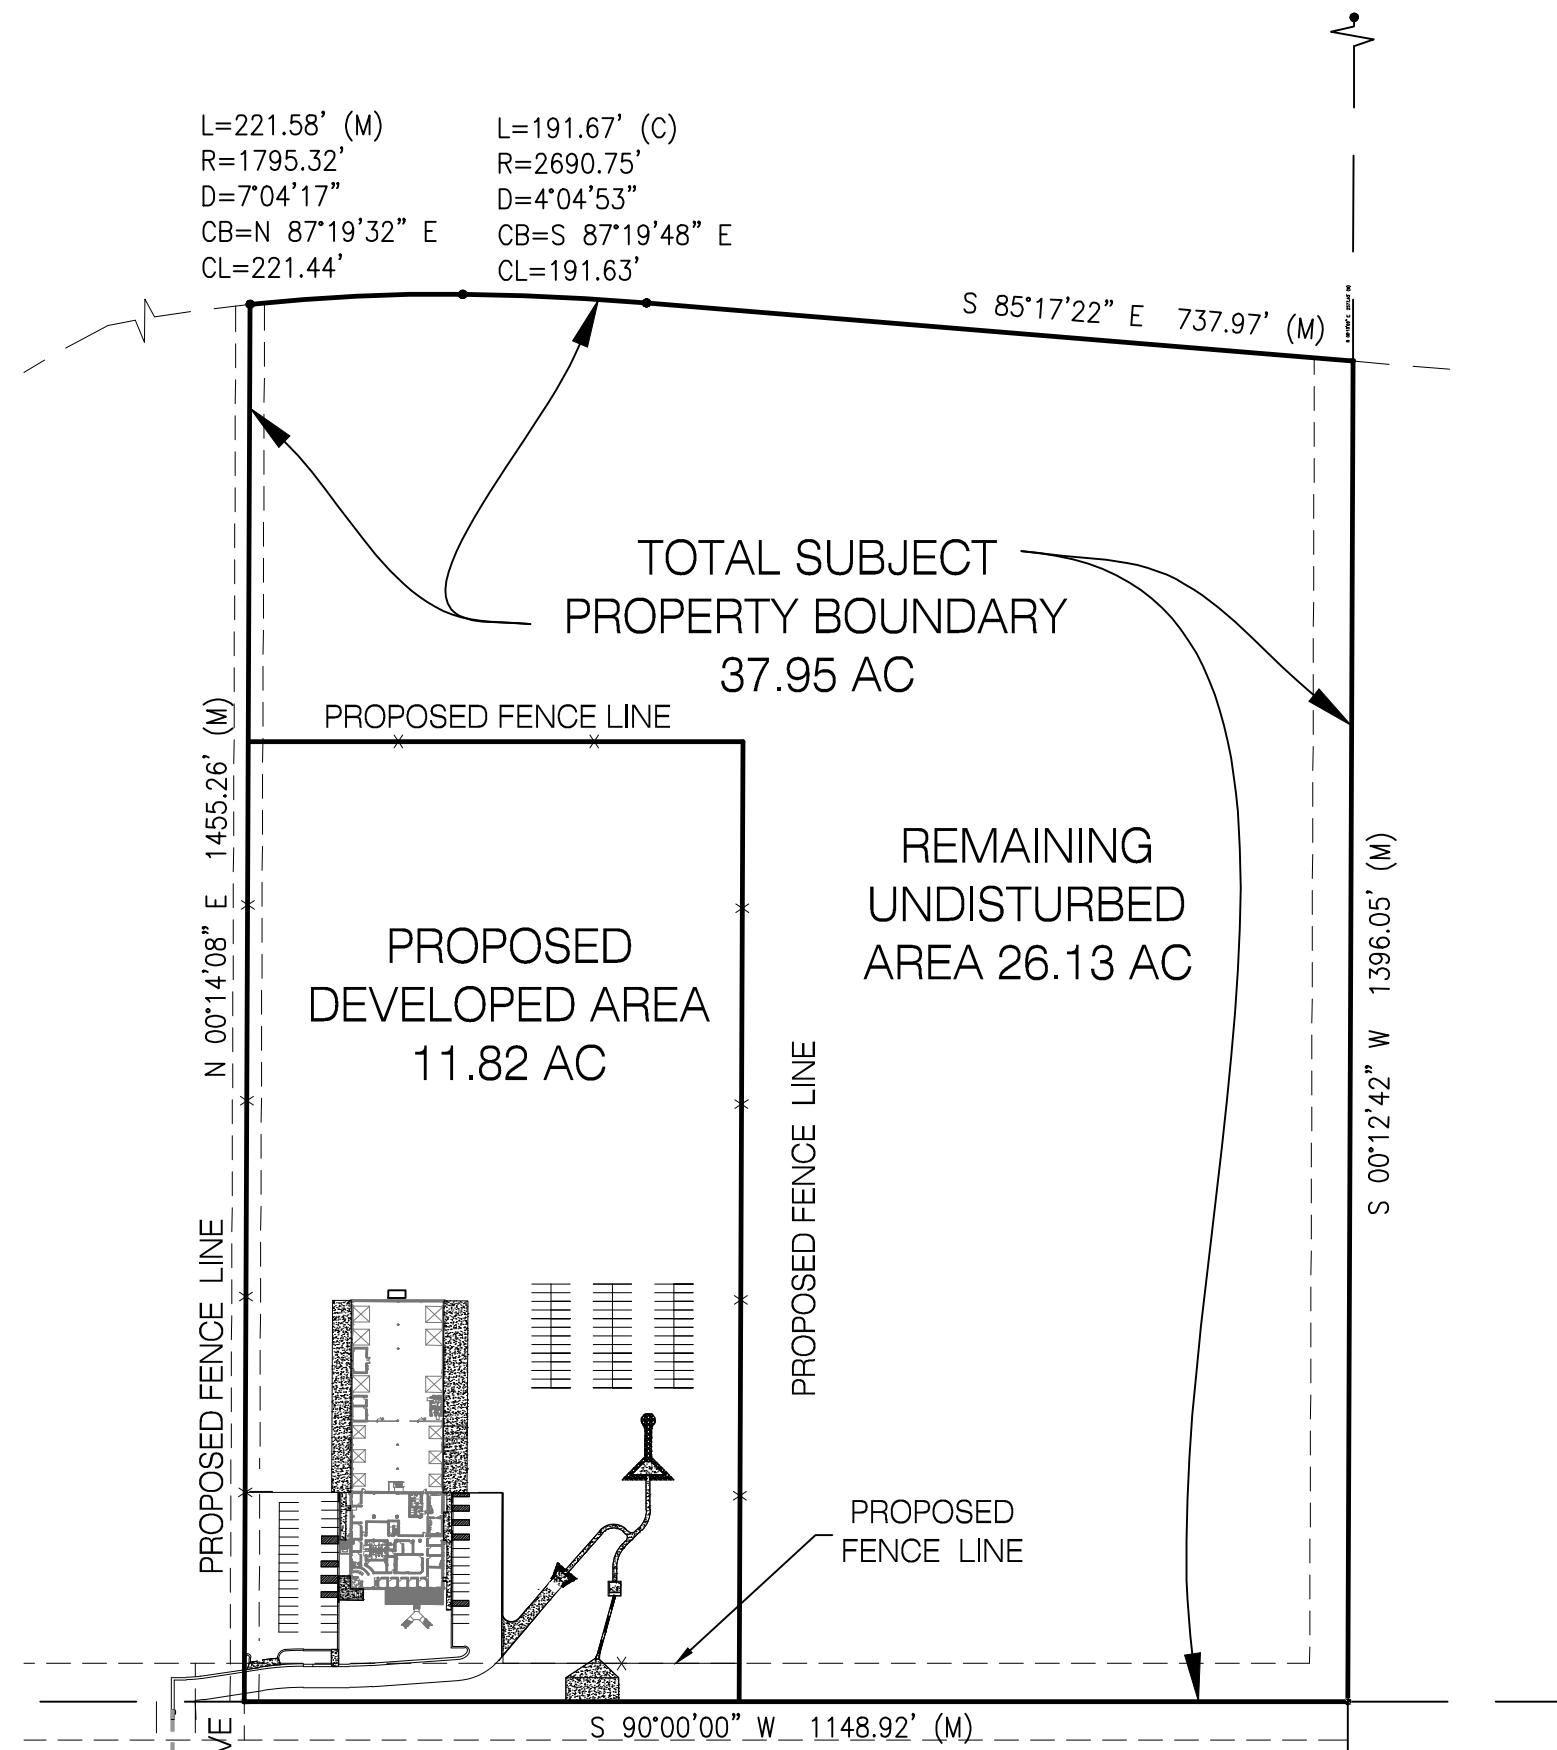 L=221.58' (M)
R=1795.32'
D=7°04'17"
CB=N 87°19'32" E
CL=221.44'
L=191.67' (C)
R=2690.75'
D=4°04'53"
CB=S 87°19'48" E
CL=191.63'
S 85°17'22" E 737.97' (M)
TOTAL SUBJECT
PROPERTY BOUNDARY
37.95 AC
PROPOSED FENCE LINE
N 00°14'08" E 1455.26' (M)
REMAINING
UNDISTURBED
AREA 26.13 AC
PROPOSED
DEVELOPED AREA
11.82 AC
S 00°12'42" W 1396.05' (M)
PROPOSED FENCE LINE
PROPOSED FENCE LINE
PROPOSED
FENCE LINE
S 90°00'00" W 1148.92' (M)